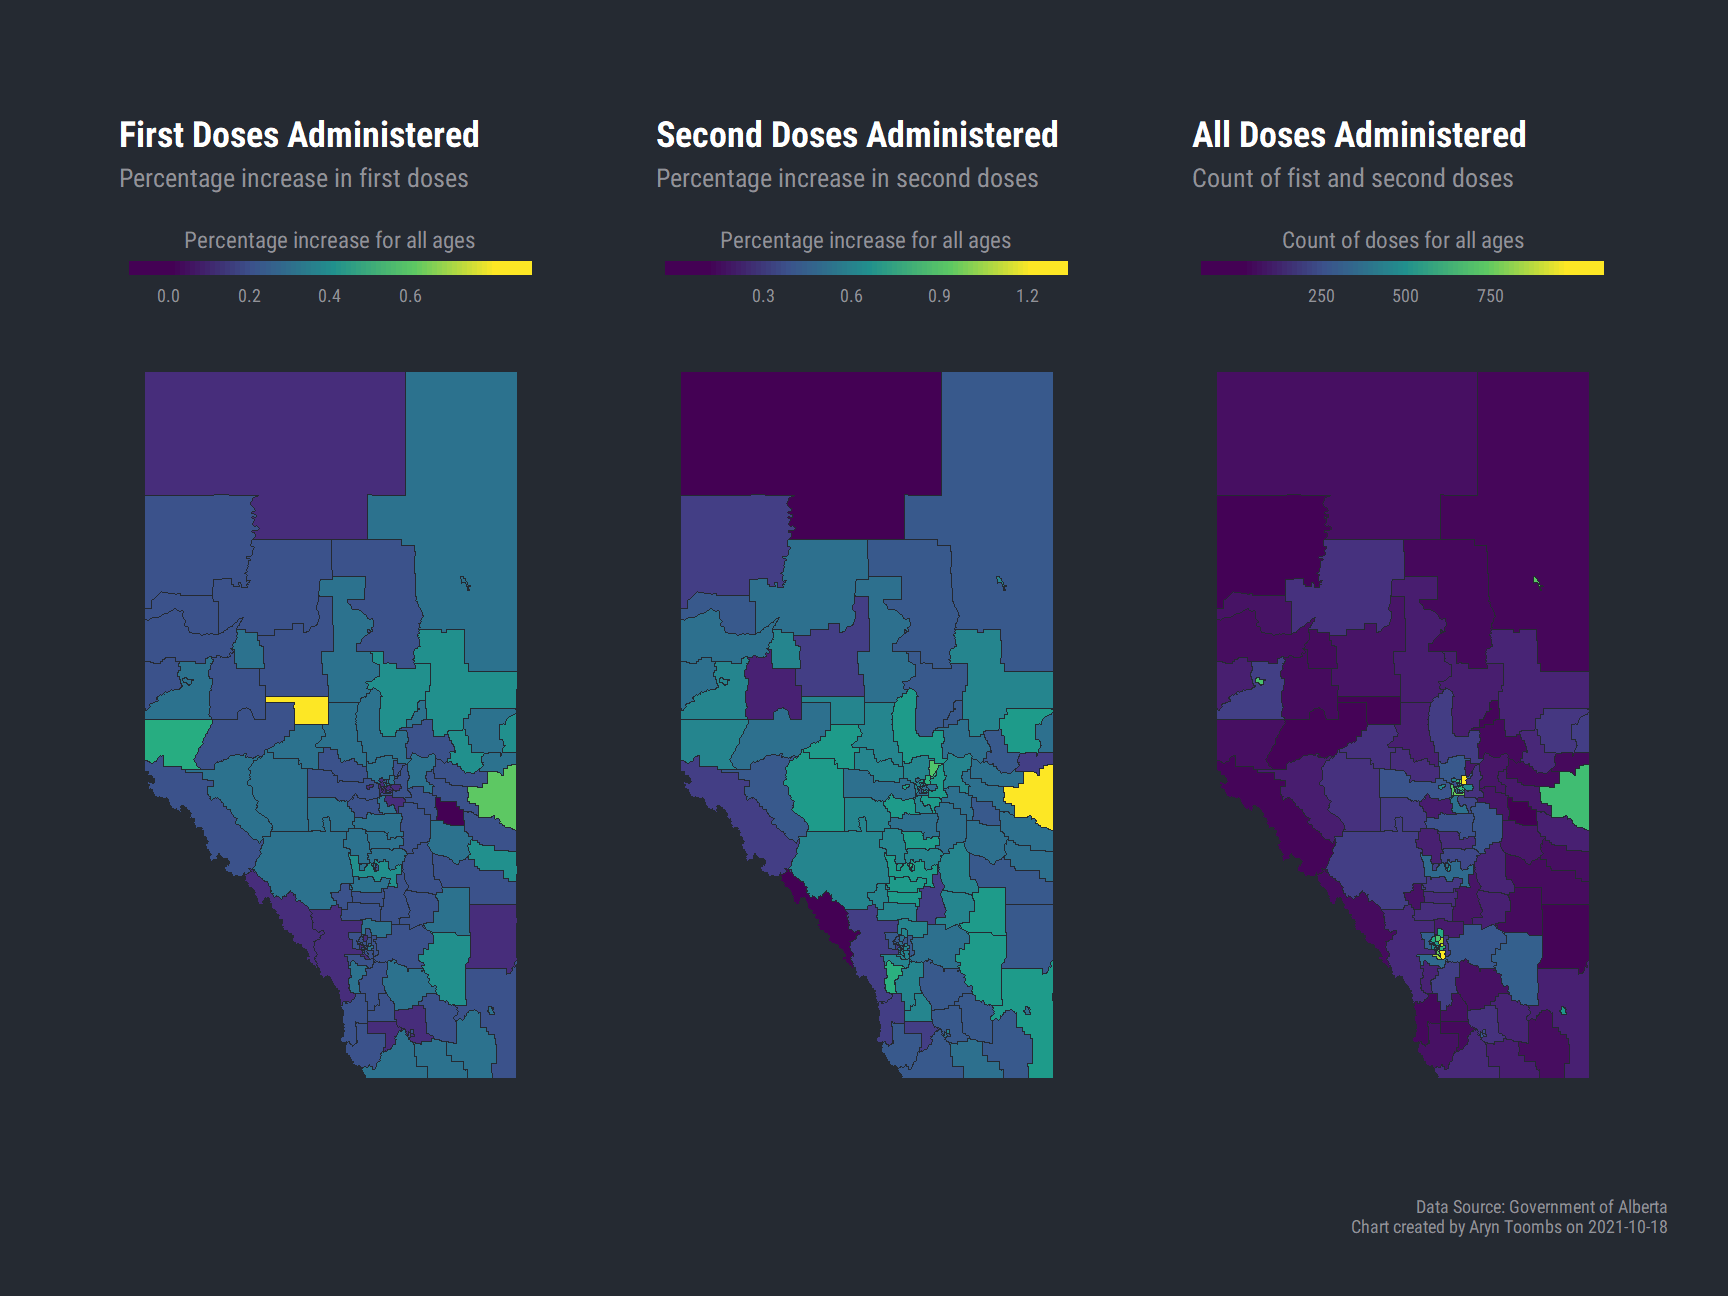 First Doses Administered
Percentage increase in first doses
Percentage increase for all ages
0.0 0.2 0.4 0.6
Second Doses Administered
Percentage increase in second doses
Percentage increase for all ages
0.3 0.6 0.9 1.2
All Doses Administered
Count of fist and second doses
Count of doses for all ages
250 500 750
Data Source: Government of Alberta
Chart created by Aryn Toombs on 2021-10-18